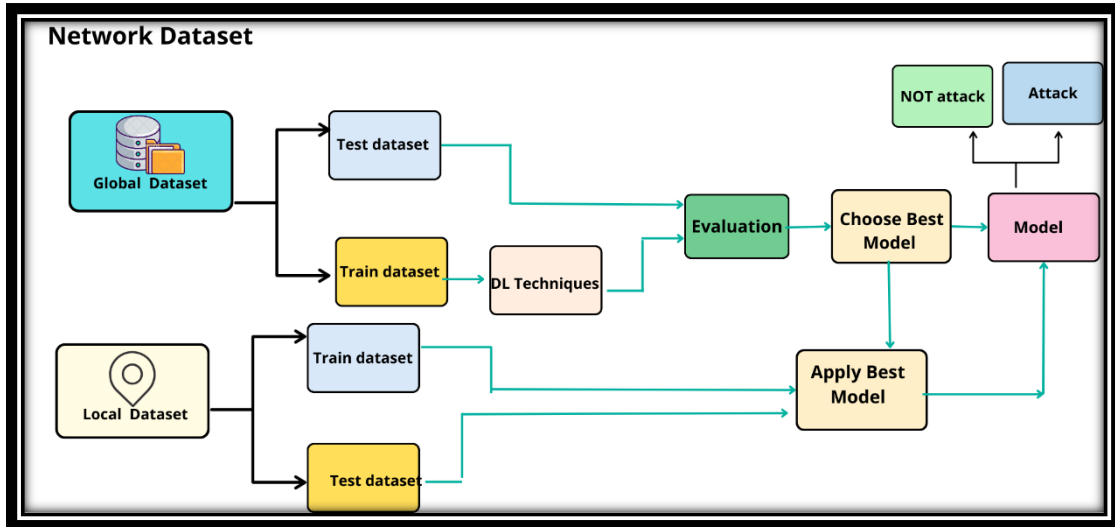 Network Dataset
NOT attack
Attack
Test dataset
Global Dataset
Evaluation
Choose Best
Model
Model
Train dataset
DL Techniques
Train dataset
Apply Best
Model
Local Dataset
Test dataset